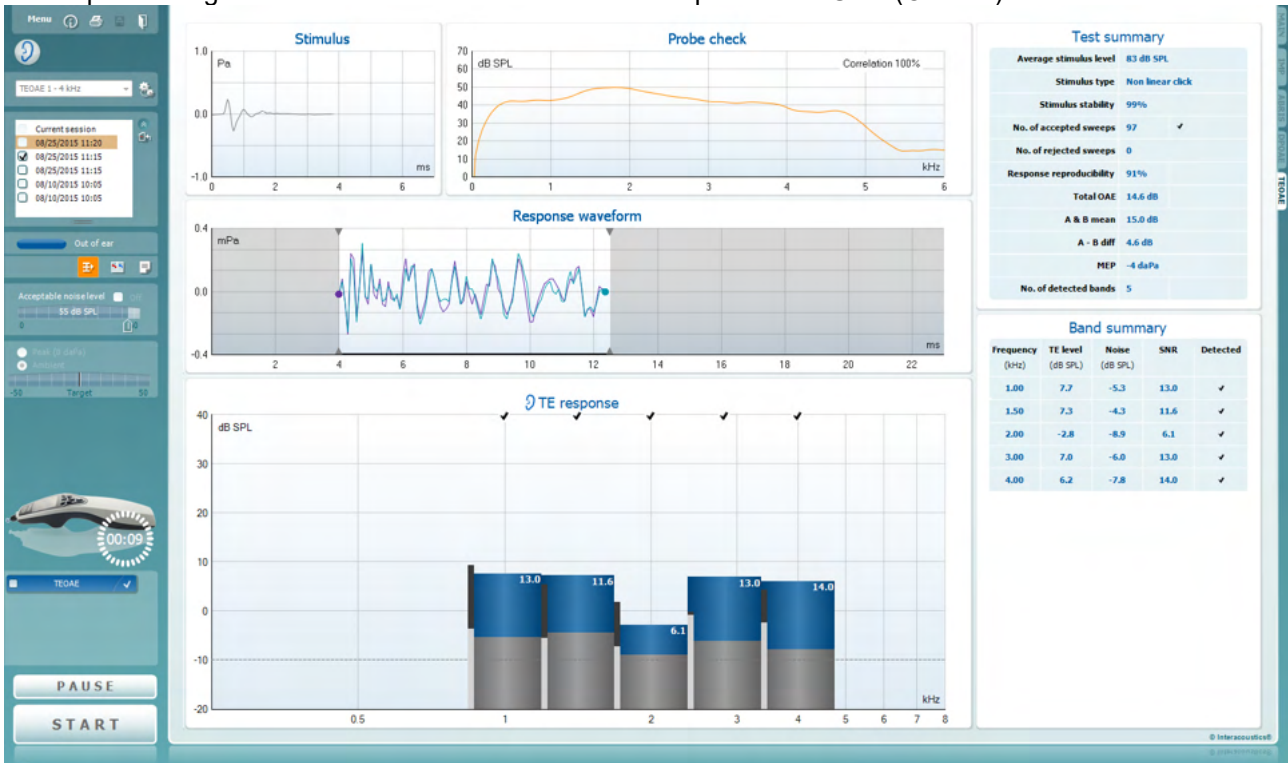 Menu
TEOAE 1 - 4 kHz
Current session
08/25/2015 11:20
08/25/2015 11:15
08/25/2015 11:15
08/10/2015 10:05
08/10/2015 10:05
Out of ear
Acceptable noise level Off
55 dB SPL
0
Peak (0 daPa)
Ambient
-50 Target 50
00:09
TEOAE
PAUSE
START
Stimulus
Pa
1.0
0.0
-1.0
ms
0 2 4 6
Probe check
dB SPL
Correlation 100%
70
60
50
40
30
20
10
0
kHz
0 1 2 3 4 5 6
Response waveform
mPa
0.4
0.0
-0.4
ms
2 4 6 8 10 12 14 16 18 20 22
TE response
dB SPL
40
30
20
10
0
-10
-20
13.0 11.6 6.1 13.0 14.0
kHz
0.5 1 2 3 4 5 6 7 8
Test summary
Average stimulus level 83 dB SPL
Stimulus type Non linear click
Stimulus stability 99%
No. of accepted sweeps 97
No. of rejected sweeps 0
Response reproducibility 91%
Total OAE 14.6 dB
A & B mean 15.0 dB
A - B diff 4.6 dB
MEP -4 daPa
No. of detected bands 5
Band summary
Frequency TE level Noise SNR Detected
(kHz) (dB SPL) (dB SPL)
1.00 7.7 -5.3 13.0
1.50 7.3 -4.3 11.6
2.00 -2.8 -8.9 6.1
3.00 7.0 -6.0 13.0
4.00 6.2 -7.8 14.0
TEOAE
© Interacoustics®